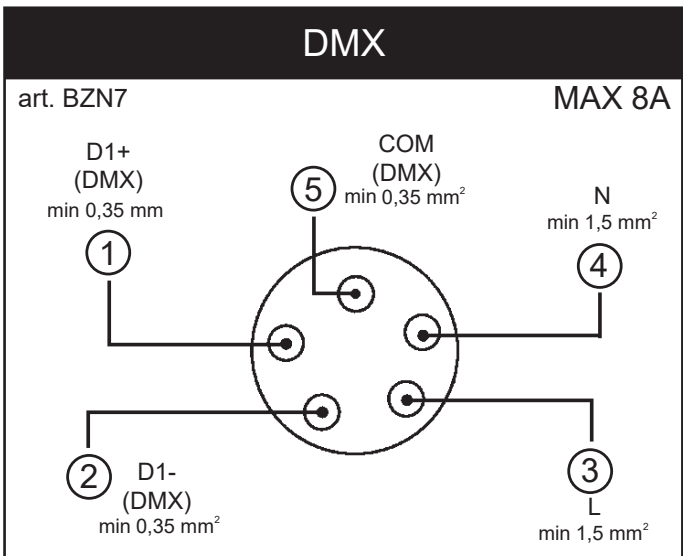 DMX
art. BZN7
MAX 8A
D1+
(DMX)
min 0,35 mm
1
COM
(DMX)
min 0,35 mm²
5
N
min 1,5 mm²
4
2
D1-
(DMX)
min 0,35 mm²
3
L
min 1,5 mm²